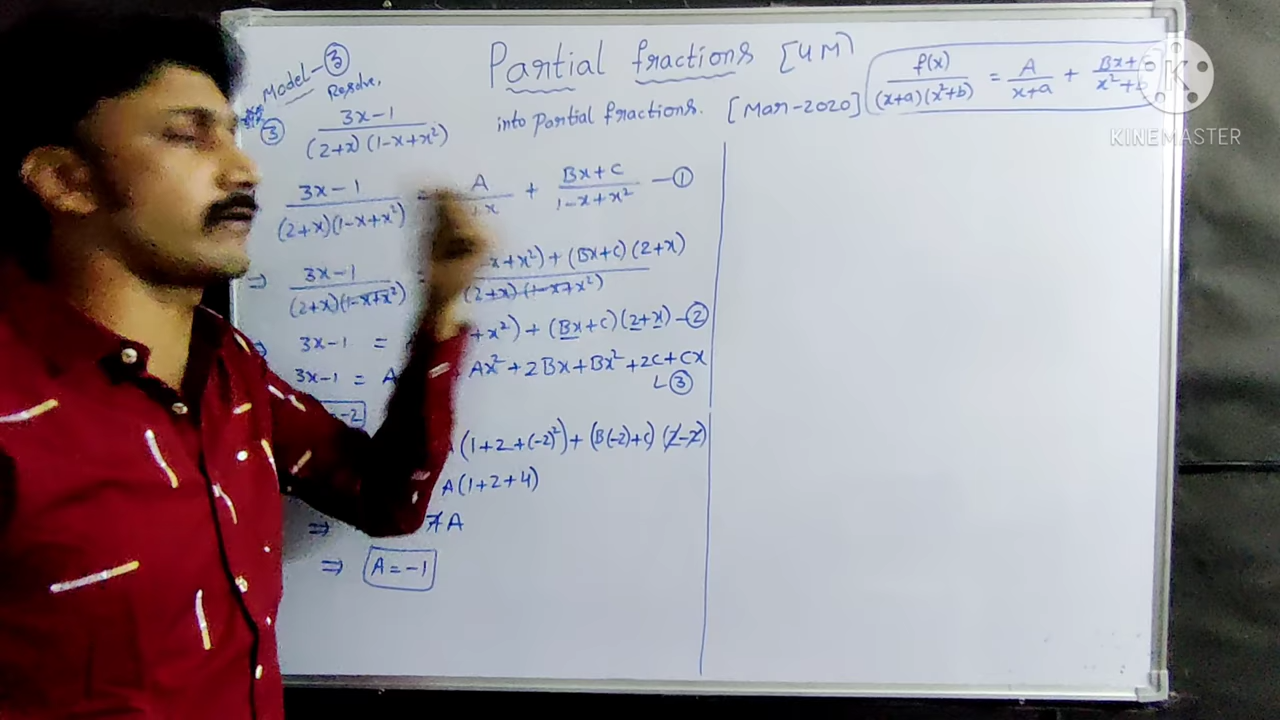 Model-③
Partial fractions [4M]
f(x)/(x+a)(x²+b) = A/x+a + Bx+C/x²+b
Resolve,
③ 3x-1/(2+x)(1-x+x²) into partial fractions. [Mar-2020]
3x-1/(2+x)(1-x+x²) = A/+x + Bx+C/1-x+x² -①
⇒ 3x-1/(2+x)(1-x+x²) = -x+x²)+(Bx+C)(2+x)/(2+x)(1-x+x²)
⇒ 3x-1 = +x²)+(Bx+C)(2+x)-②
3x-1 = A Ax²+2Bx+Bx²+2C+Cx
③
=-2
A(1+2+(-2)²)+(B(-2)+C)(2-2)
A(1+2+4)
⇒ 7A
⇒ A=-1
KINEMASTER